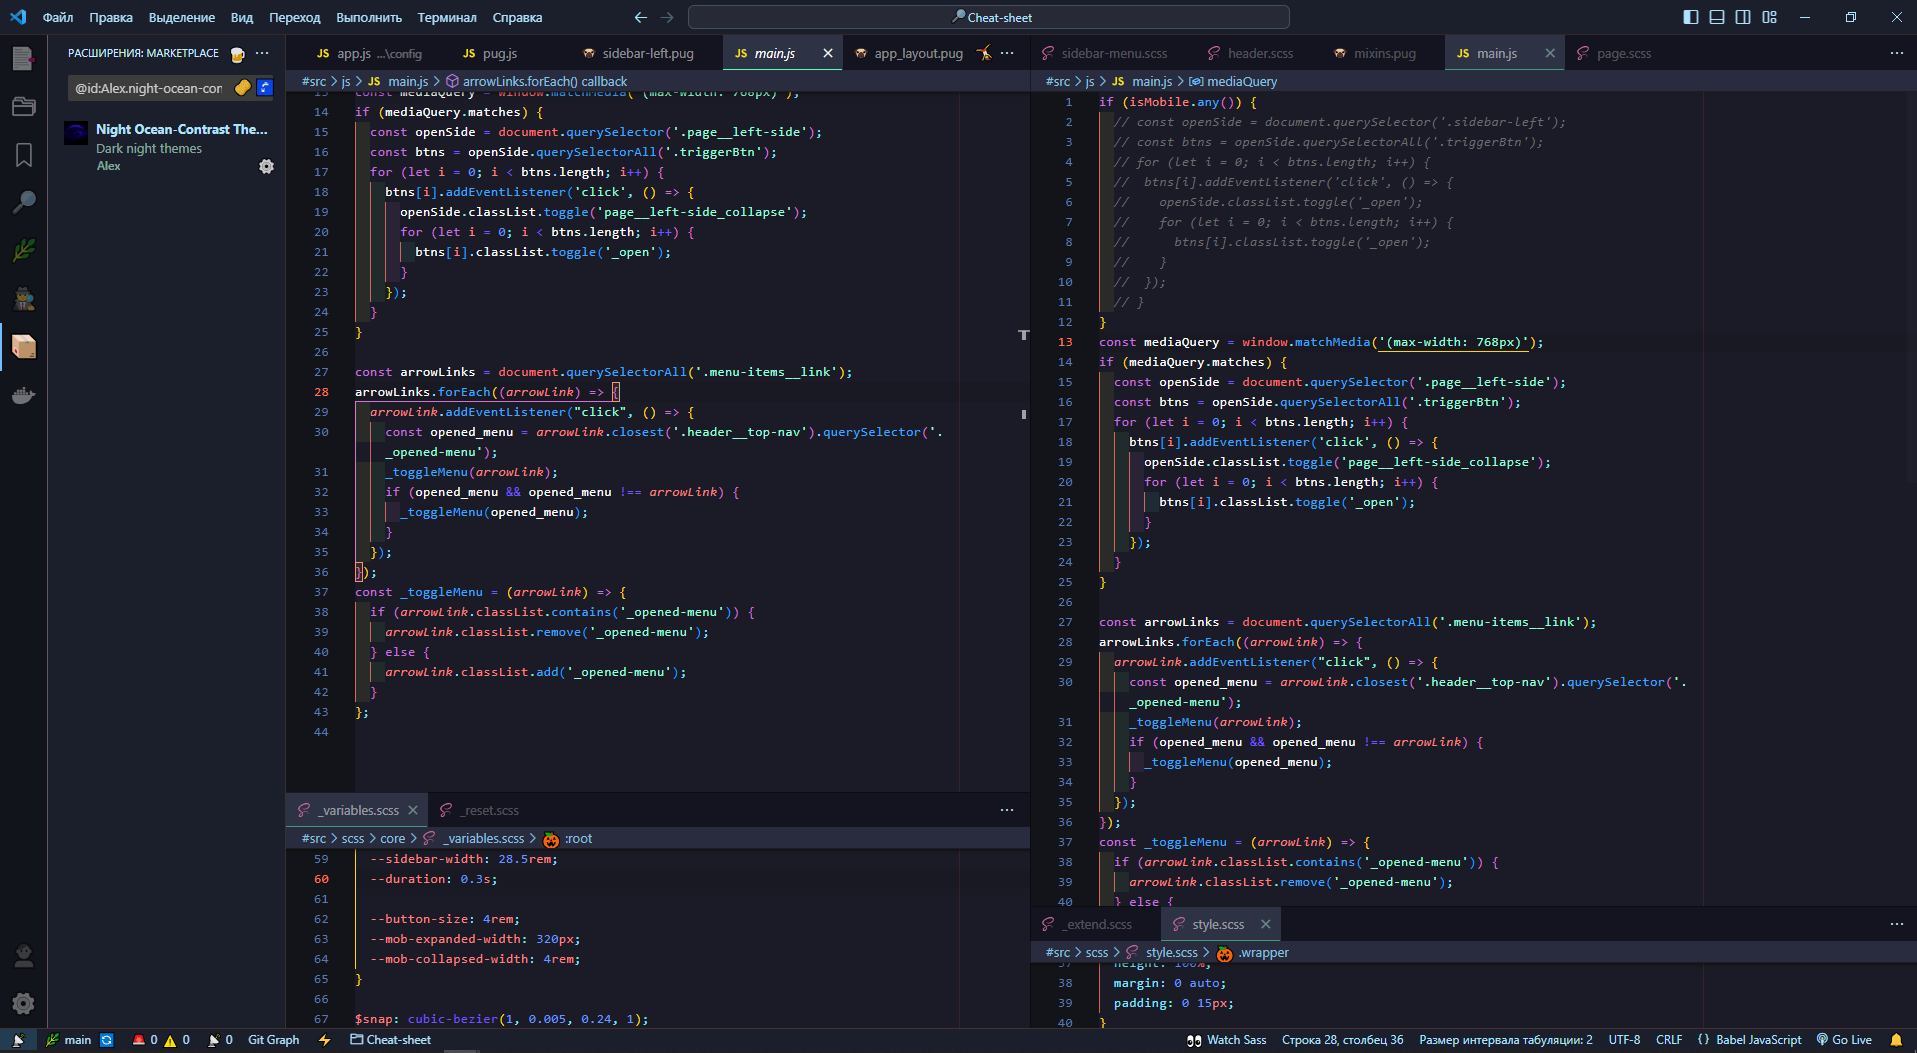 Файл Правка Выделение Вид Переход Выполнить Терминал Справка
Cheat-sheet
РАСШИРЕНИЯ: MARKETPLACE
@id:Alex.night-ocean-cor
Night Ocean-Contrast The...
Dark night themes
Alex
app.js ...\config pug.js sidebar-left.pug main.js app_layout.pug
#src > js > main.js > arrowLinks.forEach() callback
13 const mediaQuery = window.matchMedia('(max-width: 768px)');
14 if (mediaQuery.matches) {
15 const openSide = document.querySelector('.page__left-side');
16 const btns = openSide.querySelectorAll('.triggerBtn');
17 for (let i = 0; i < btns.length; i++) {
18 btns[i].addEventListener('click', () => {
19 openSide.classList.toggle('page__left-side_collapse');
20 for (let i = 0; i < btns.length; i++) {
21 btns[i].classList.toggle('_open');
22 }
23 });
24 }
25 }
26
27 const arrowLinks = document.querySelectorAll('.menu-items__link');
28 arrowLinks.forEach((arrowLink) => {
29 arrowLink.addEventListener("click", () => {
30 const opened_menu = arrowLink.closest('.header__top-nav').querySelector('.
_opened-menu');
31 _toggleMenu(arrowLink);
32 if (opened_menu && opened_menu !== arrowLink) {
33 _toggleMenu(opened_menu);
34 }
35 });
36 });
37 const _toggleMenu = (arrowLink) => {
38 if (arrowLink.classList.contains('_opened-menu')) {
39 arrowLink.classList.remove('_opened-menu');
40 } else {
41 arrowLink.classList.add('_opened-menu');
42 }
43 };
44
_variables.scss _reset.scss
#src > scss > core > _variables.scss > :root
59 --sidebar-width: 28.5rem;
60 --duration: 0.3s;
61
62 --button-size: 4rem;
63 --mob-expanded-width: 320px;
64 --mob-collapsed-width: 4rem;
65 }
66
67 $snap: cubic-bezier(1, 0.005, 0.24, 1);
sidebar-menu.scss header.scss mixins.pug main.js page.scss
#src > js > main.js > mediaQuery
1 if (isMobile.any()) {
2 // const openSide = document.querySelector('.sidebar-left');
3 // const btns = openSide.querySelectorAll('.triggerBtn');
4 // for (let i = 0; i < btns.length; i++) {
5 // btns[i].addEventListener('click', () => {
6 // openSide.classList.toggle('_open');
7 // for (let i = 0; i < btns.length; i++) {
8 // btns[i].classList.toggle('_open');
9 // }
10 // });
11 // }
12 }
13 const mediaQuery = window.matchMedia('(max-width: 768px)');
14 if (mediaQuery.matches) {
15 const openSide = document.querySelector('.page__left-side');
16 const btns = openSide.querySelectorAll('.triggerBtn');
17 for (let i = 0; i < btns.length; i++) {
18 btns[i].addEventListener('click', () => {
19 openSide.classList.toggle('page__left-side_collapse');
20 for (let i = 0; i < btns.length; i++) {
21 btns[i].classList.toggle('_open');
22 }
23 });
24 }
25 }
26
27 const arrowLinks = document.querySelectorAll('.menu-items__link');
28 arrowLinks.forEach((arrowLink) => {
29 arrowLink.addEventListener("click", () => {
30 const opened_menu = arrowLink.closest('.header__top-nav').querySelector('.
_opened-menu');
31 _toggleMenu(arrowLink);
32 if (opened_menu && opened_menu !== arrowLink) {
33 _toggleMenu(opened_menu);
34 }
35 });
36 });
37 const _toggleMenu = (arrowLink) => {
38 if (arrowLink.classList.contains('_opened-menu')) {
39 arrowLink.classList.remove('_opened-menu');
40 } else {
_extend.scss style.scss
#src > scss > style.scss > .wrapper
37 height: 100%;
38 margin: 0 auto;
39 padding: 0 15px;
40 }
main 0 0 0 Git Graph Cheat-sheet Watch Sass Строка 28, столбец 36 Размер интервала табуляции: 2 UTF-8 CRLF {} Babel JavaScript Go Live